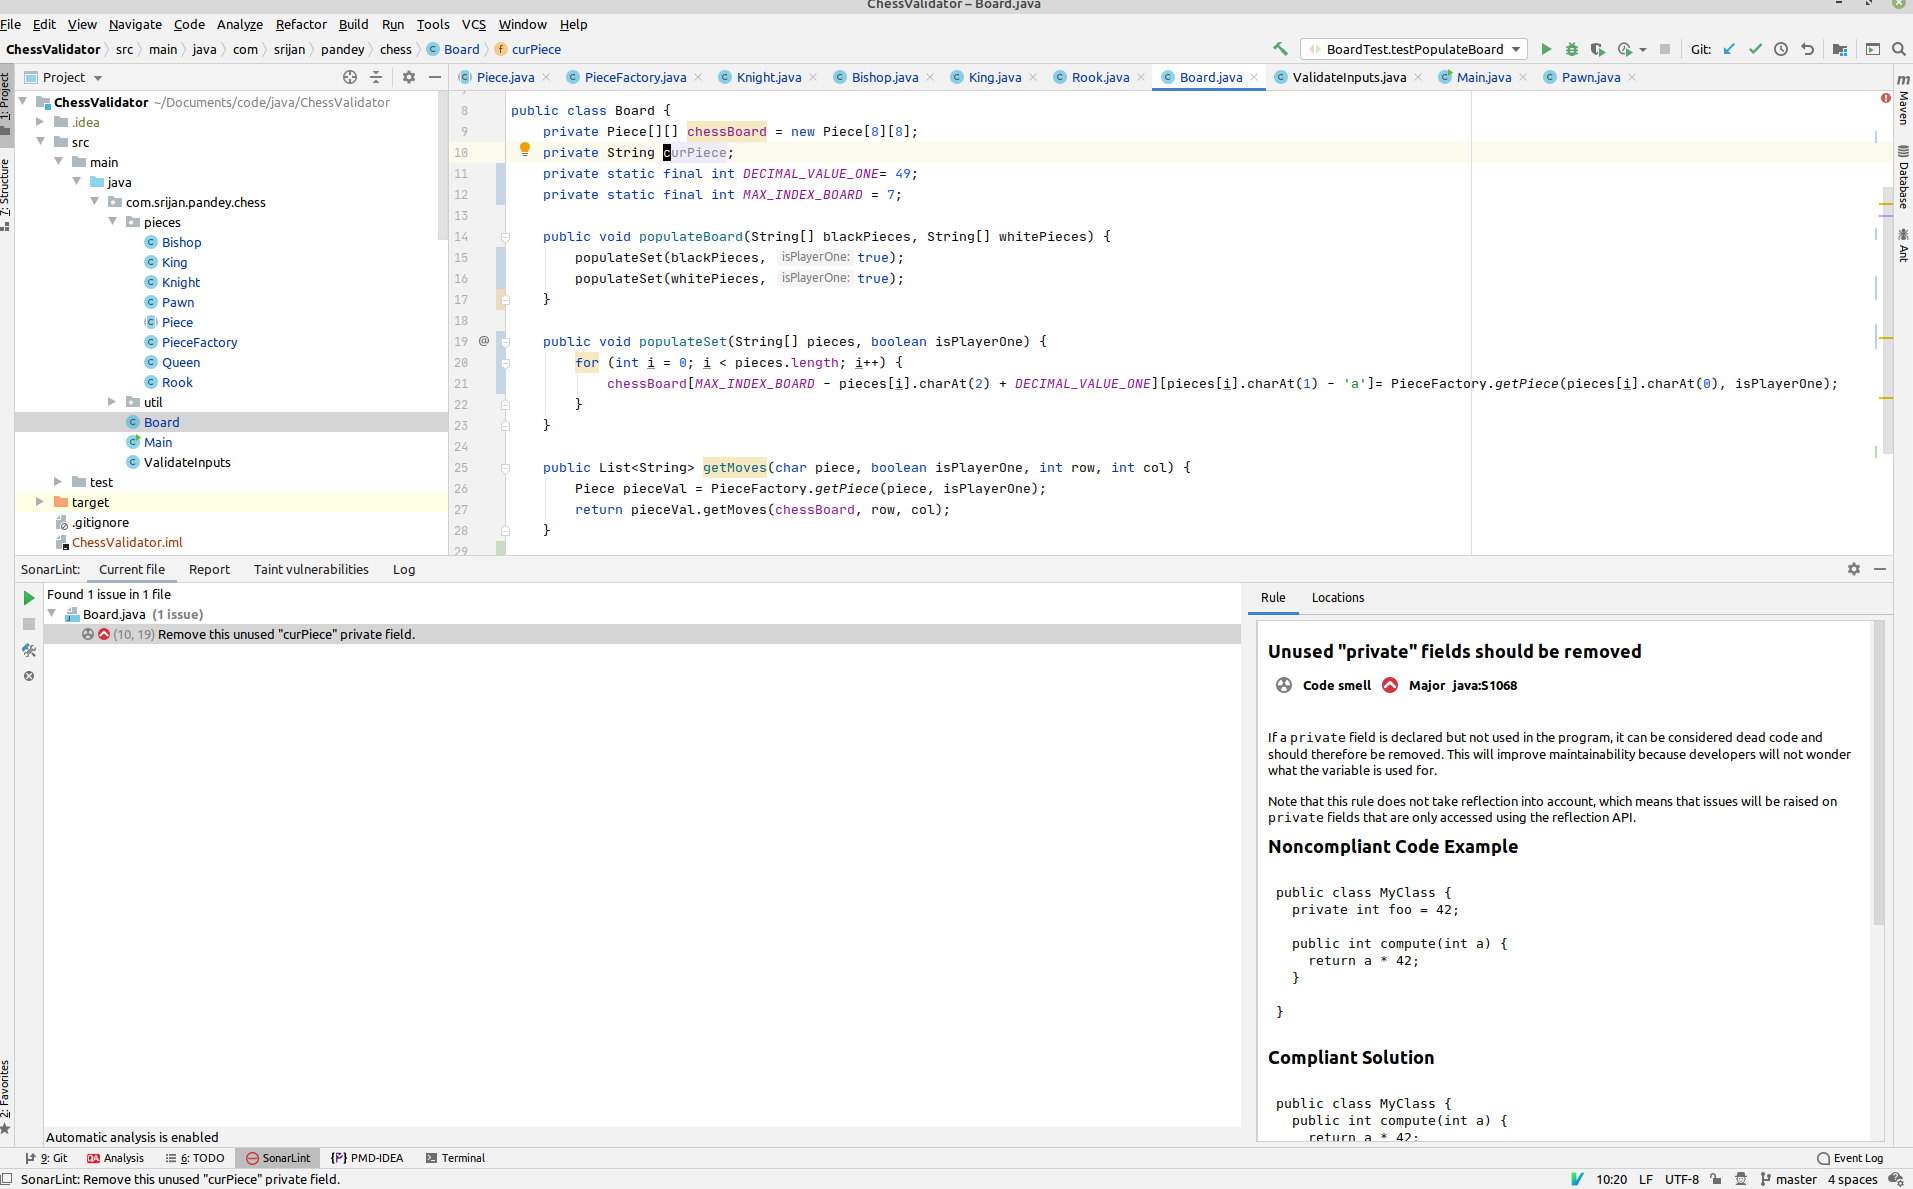 ChessValidator – Board.java
File Edit View Navigate Code Analyze Refactor Build Run Tools VCS Window Help
ChessValidator src main java com srijan pandey chess Board curPiece
BoardTest.testPopulateBoard Git:
Project
Piece.java PieceFactory.java Knight.java Bishop.java King.java Rook.java Board.java ValidateInputs.java Main.java Pawn.java
1: Project
7: Structure
2: Favorites
Maven
Database
Ant
ChessValidator ~/Documents/code/java/ChessValidator
.idea
src
main
java
com.srijan.pandey.chess
pieces
Bishop
King
Knight
Pawn
Piece
PieceFactory
Queen
Rook
util
Board
Main
ValidateInputs
test
target
.gitignore
ChessValidator.iml
8 public class Board {
9 private Piece[][] chessBoard = new Piece[8][8];
10 private String curPiece;
11 private static final int DECIMAL_VALUE_ONE= 49;
12 private static final int MAX_INDEX_BOARD = 7;
13
14 public void populateBoard(String[] blackPieces, String[] whitePieces) {
15 populateSet(blackPieces, isPlayerOne: true);
16 populateSet(whitePieces, isPlayerOne: true);
17 }
18
19 @ public void populateSet(String[] pieces, boolean isPlayerOne) {
20 for (int i = 0; i < pieces.length; i++) {
21 chessBoard[MAX_INDEX_BOARD - pieces[i].charAt(2) + DECIMAL_VALUE_ONE][pieces[i].charAt(1) - 'a']= PieceFactory.getPiece(pieces[i].charAt(0), isPlayerOne);
22 }
23 }
24
25 public List<String> getMoves(char piece, boolean isPlayerOne, int row, int col) {
26 Piece pieceVal = PieceFactory.getPiece(piece, isPlayerOne);
27 return pieceVal.getMoves(chessBoard, row, col);
28 }
29
SonarLint: Current file Report Taint vulnerabilities Log
Found 1 issue in 1 file
Board.java (1 issue)
(10, 19) Remove this unused "curPiece" private field.
Automatic analysis is enabled
Rule Locations
Unused "private" fields should be removed
Code smell Major java:S1068
If a private field is declared but not used in the program, it can be considered dead code and
should therefore be removed. This will improve maintainability because developers will not wonder
what the variable is used for.
Note that this rule does not take reflection into account, which means that issues will be raised on
private fields that are only accessed using the reflection API.
Noncompliant Code Example
public class MyClass {
private int foo = 42;
public int compute(int a) {
return a * 42;
}
}
Compliant Solution
public class MyClass {
public int compute(int a) {
return a * 42;
9: Git Analysis 6: TODO SonarLint PMD-IDEA Terminal Event Log
SonarLint: Remove this unused "curPiece" private field. 10:20 LF UTF-8 master 4 spaces